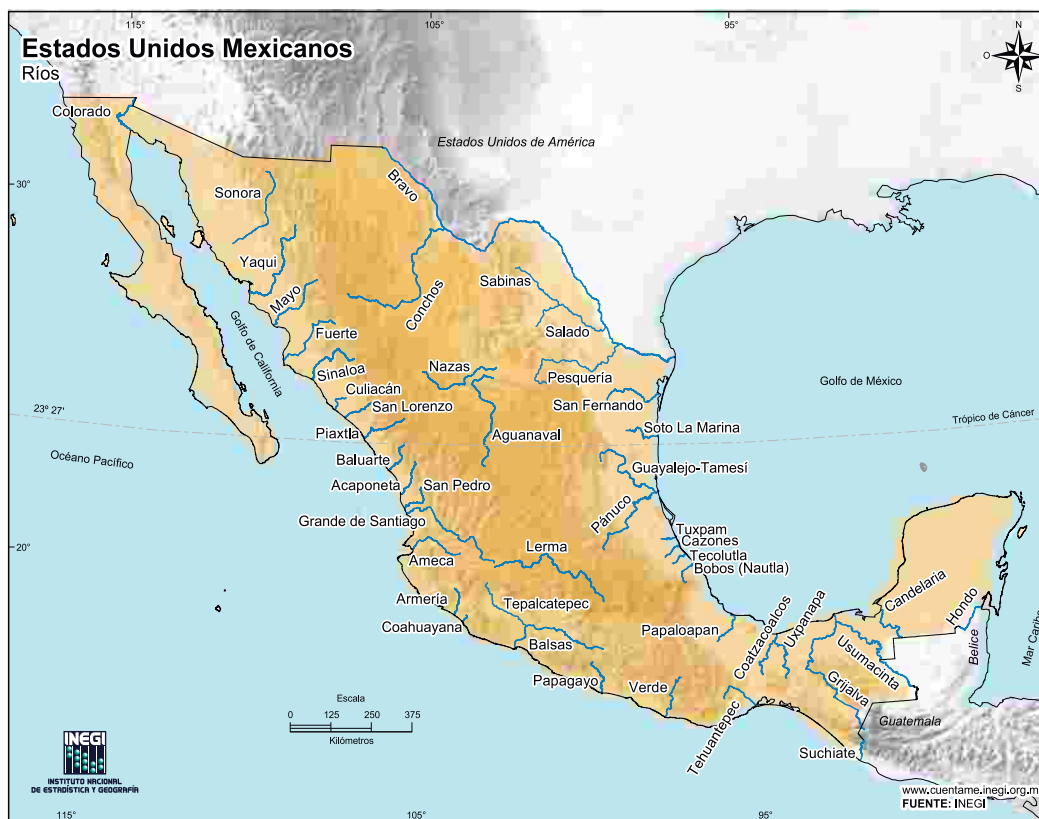 115°
105°
95°
Estados Unidos Mexicanos
Ríos
N
O
E
S
Colorado
Estados Unidos de América
30°
Bravo
Sonora
Yaqui
Sabinas
Mayo
Conchos
Golfo de California
Fuerte
Salado
Sinaloa
Nazas
Pesquería
Golfo de México
Culiacán
San Lorenzo
San Fernando
23° 27'
Trópico de Cáncer
Piaxtla
Aguanaval
Soto La Marina
Océano Pacífico
Baluarte
Guayalejo-Tamesí
Acaponeta
San Pedro
Pánuco
Grande de Santiago
Tuxpam
20°
Cazones
Lerma
Tecolutla
Ameca
Bobos (Nautla)
Candelaria
Armería
Tepalcatepec
Hondo
Coahuayana
Papaloapan
Coatzacoalcos
Uxpanapa
Belice
Mar Carib
Balsas
Usumacinta
Papagayo
Verde
Grijalva
Escala
0 125 250 375
Kilómetros
Tehuantepec
Guatemala
Suchiate
INEGI
INSTITUTO NACIONAL
DE ESTADÍSTICA Y GEOGRAFÍA
www.cuentame.inegi.org.m
FUENTE: INEGI
115°
105°
95°